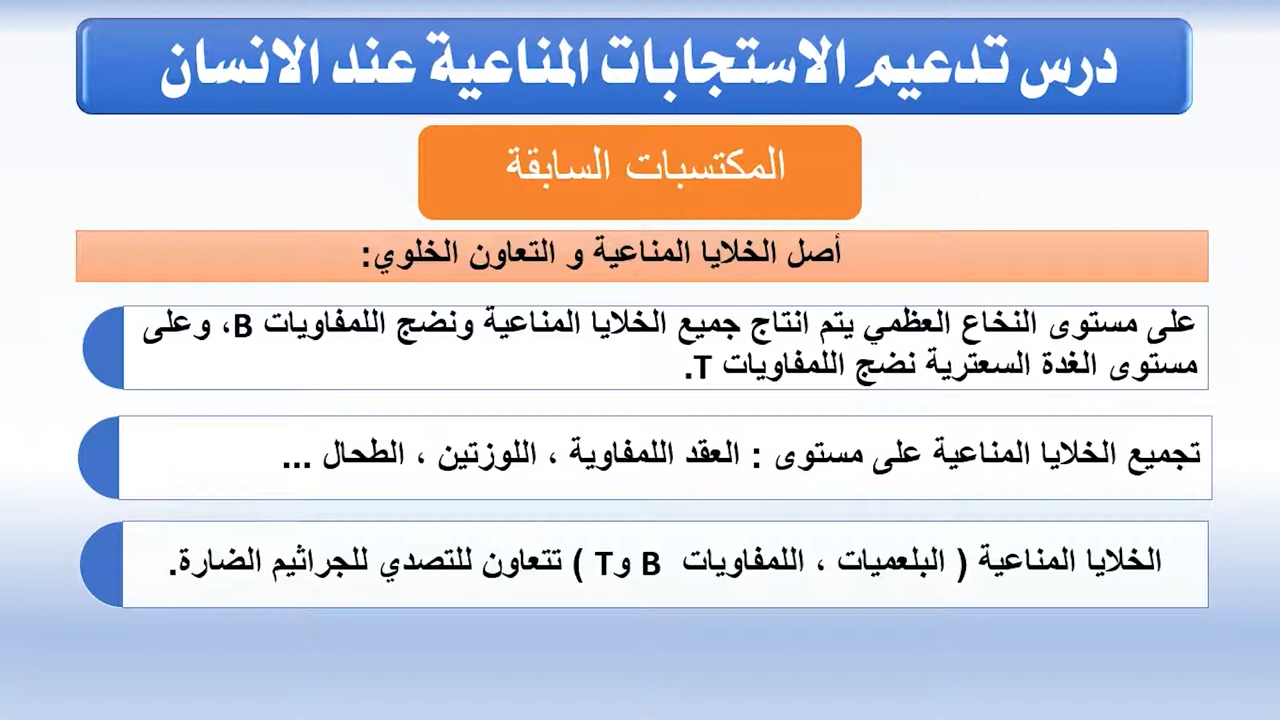 درس تدعيم الاستجابات المناعية عند الانسان
المكتسبات السابقة
أصل الخلايا المناعية و التعاون الخلوي:
على مستوى النخاع العظمي يتم انتاج جميع الخلايا المناعية ونضج اللمفاويات B، وعلى
مستوى الغدة السعترية نضج اللمفاويات T.
تجميع الخلايا المناعية على مستوى : العقد اللمفاوية ، اللوزتين ، الطحال ...
الخلايا المناعية ( البلعميات ، اللمفاويات B وT ) تتعاون للتصدي للجراثيم الضارة.